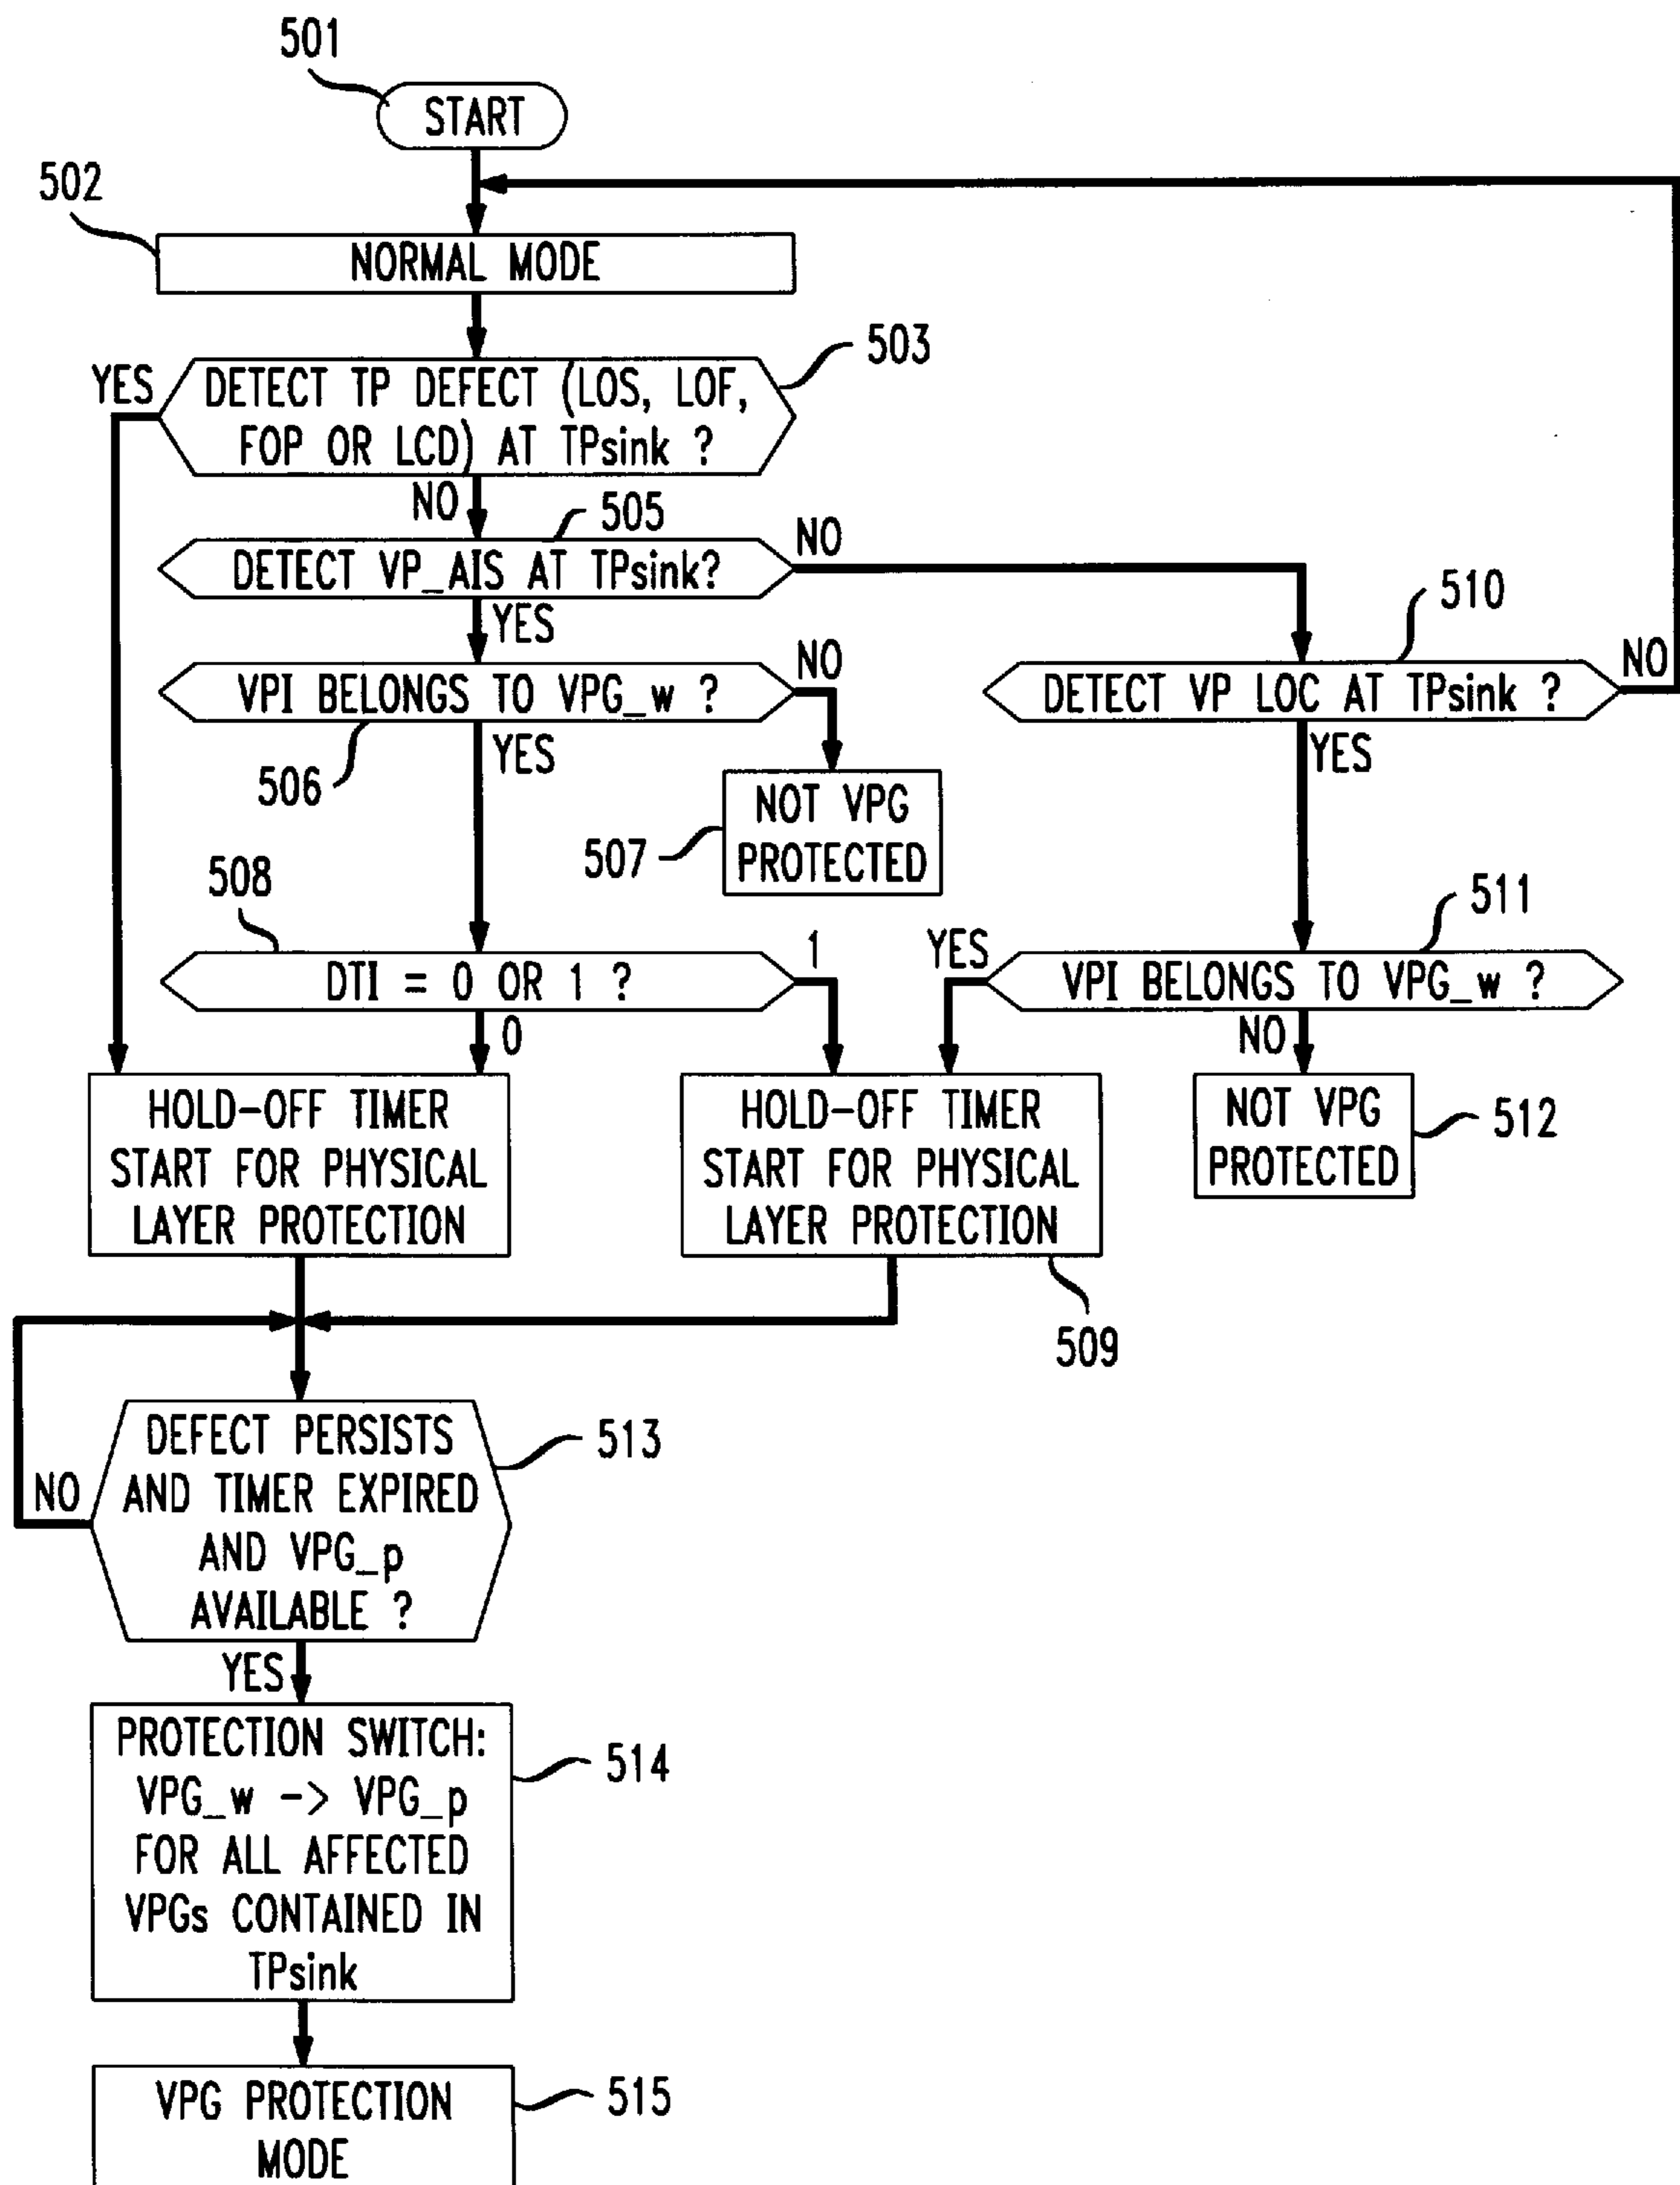 501
START
502
NORMAL MODE
503
YES
DETECT TP DEFECT (LOS, LOF,
FOP OR LCD) AT TPsink ?
NO
505
NO
DETECT VP_AIS AT TPsink?
YES
510
NO
VPI BELONGS TO VPG_w ?
NO
DETECT VP LOC AT TPsink ?
YES
YES
506
NOT VPG
PROTECTED
507
508
511
1
YES
DTI = 0 OR 1 ?
VPI BELONGS TO VPG_w ?
0
NO
HOLD-OFF TIMER
START FOR PHYSICAL
LAYER PROTECTION
HOLD-OFF TIMER
START FOR PHYSICAL
LAYER PROTECTION
NOT VPG
PROTECTED
512
509
DEFECT PERSISTS
AND TIMER EXPIRED
AND VPG_p
AVAILABLE ?
513
NO
YES
PROTECTION SWITCH:
VPG_w -> VPG_p
FOR ALL AFFECTED
VPGs CONTAINED IN
TPsink
514
VPG PROTECTION
MODE
515